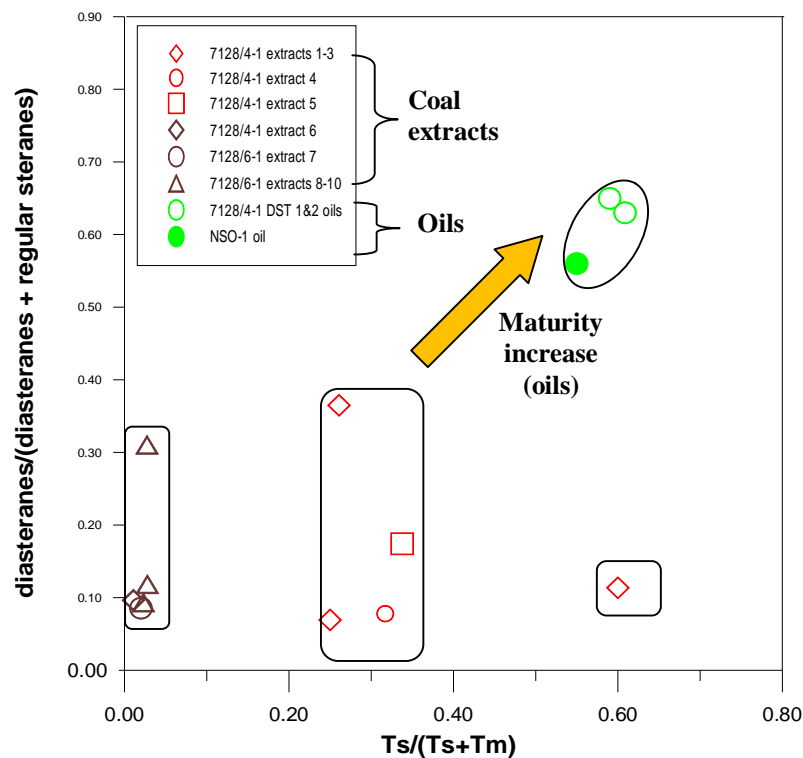 0.90
0.80
0.70
0.60
0.50
0.40
0.30
0.20
0.10
0.00
diasteranes/(diasteranes + regular steranes)
7128/4-1 extracts 1-3
7128/4-1 extract 4
7128/4-1 extract 5
7128/4-1 extract 6
7128/6-1 extract 7
7128/6-1 extracts 8-10
7128/4-1 DST 1&2 oils
NSO-1 oil
Coal
extracts
Oils
Maturity
increase
(oils)
0.00 0.20 0.40 0.60 0.80
Ts/(Ts+Tm)